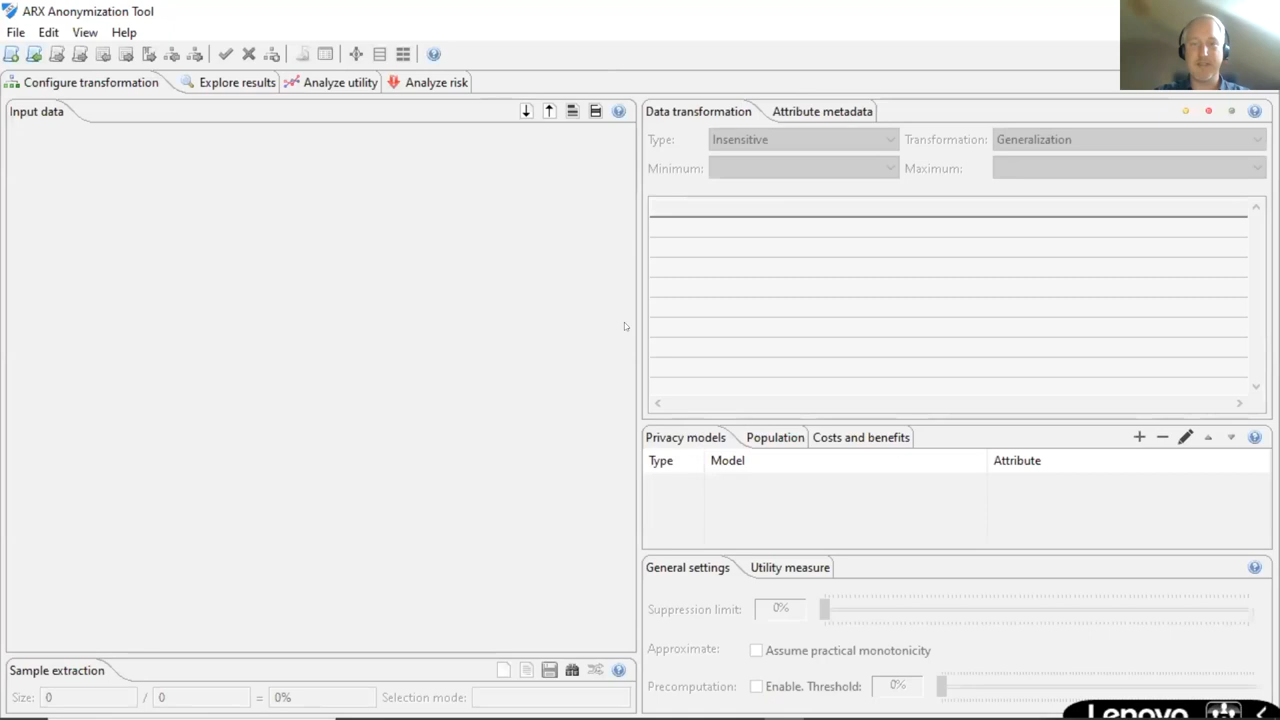 ARX Anonymization Tool
File Edit View Help
Configure transformation Explore results Analyze utility Analyze risk
Input data
Data transformation Attribute metadata
Type: Insensitive Transformation: Generalization
Minimum: Maximum:
Privacy models Population Costs and benefits
Type Model Attribute
General settings Utility measure
Suppression limit: 0%
Approximate: Assume practical monotonicity
Precomputation: Enable. Threshold: 0%
Sample extraction
Size: 0 / 0 = 0% Selection mode:
Lenovo